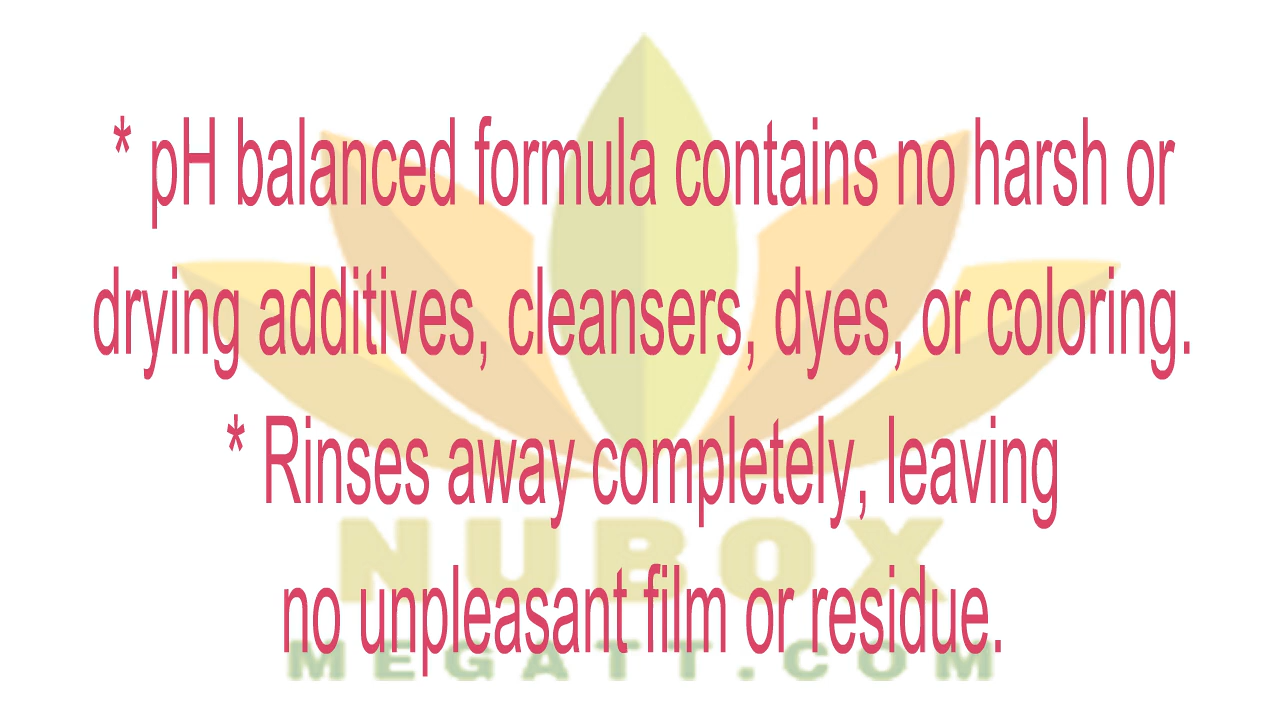 * pH balanced formula contains no harsh or
drying additives, cleansers, dyes, or coloring.
* Rinses away completely, leaving
NUBOX
no unpleasant film or residue.
MEGATT.COM